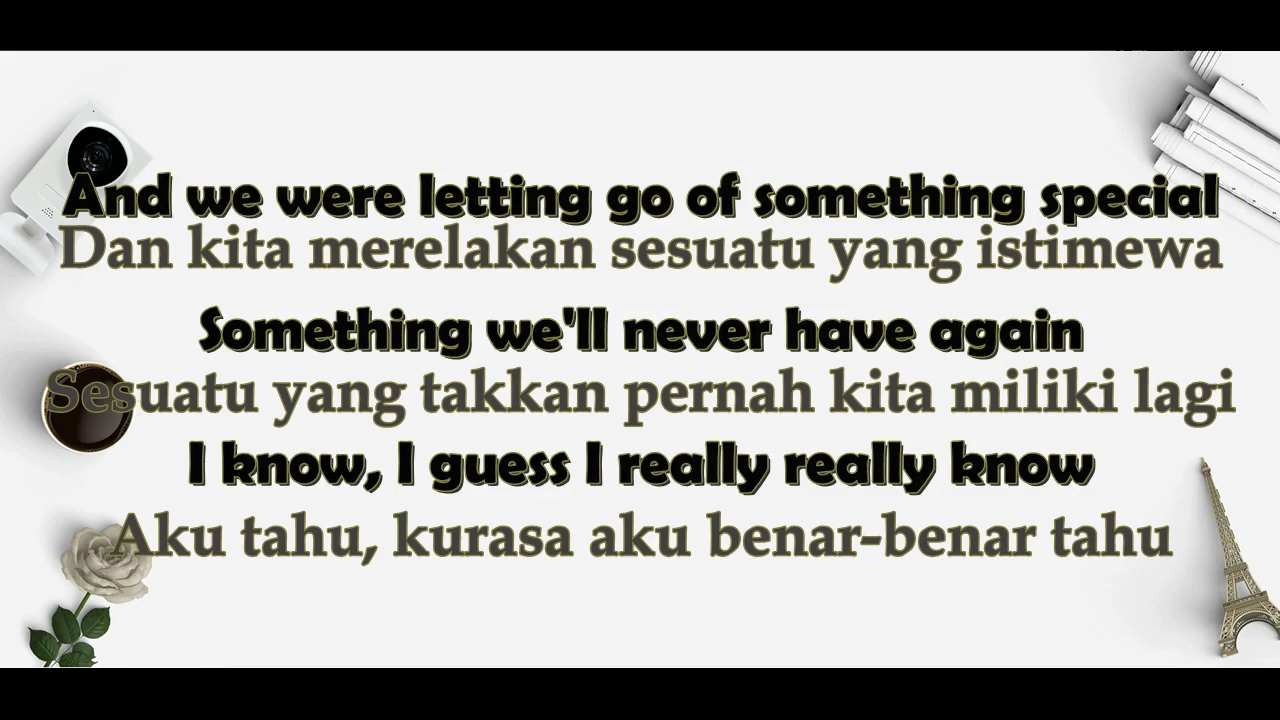 And we were letting go of something special
Dan kita merelakan sesuatu yang istimewa
Something we'll never have again
Sesuatu yang takkan pernah kita miliki lagi
I know, I guess I really really know
Aku tahu, kurasa aku benar-benar tahu